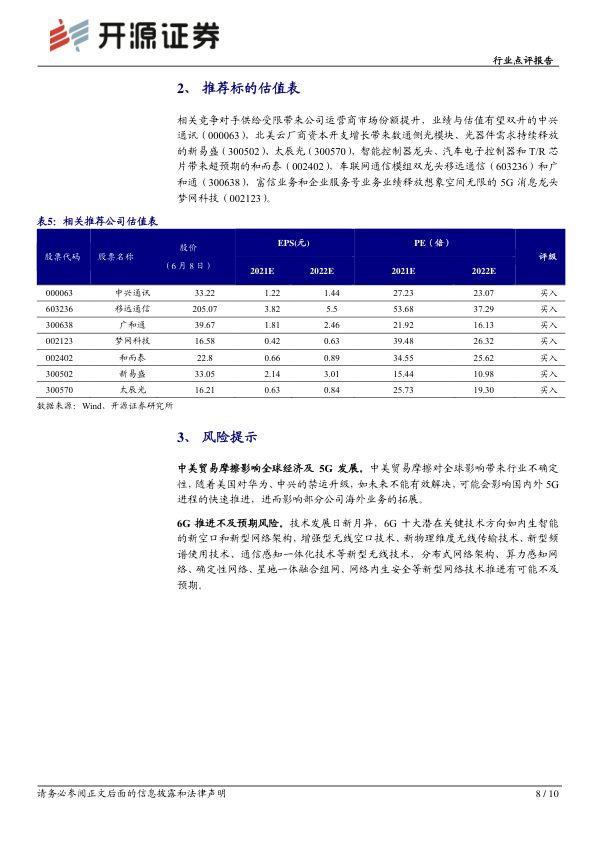 开源证券
行业点评报告
2、 推荐标的估值表
相关竞争对手供给受限带来公司运营商市场份额提升，业绩与估值有望双升的中兴
通讯（000063），北美云厂商资本开支增长带来数通侧光模块、光器件需求持续释放
的新易盛（300502）、太辰光（300570），智能控制器龙头、汽车电子控制器和 T/R 芯
片带来超预期的和而泰（002402），车联网通信模组双龙头移远通信（603236）和广
和通（300638），富信业务和企业服务号业务业绩释放想象空间无限的 5G 消息龙头
梦网科技（002123）。
表5：相关推荐公司估值表
股票代码 股票名称 股价（6 月 8 日） EPS(元) PE（倍） 评级
2021E 2022E 2021E 2022E
000063 中兴通讯 33.22 1.22 1.44 27.23 23.07 买入
603236 移远通信 205.07 3.82 5.5 53.68 37.29 买入
300638 广和通 39.67 1.81 2.46 21.92 16.13 买入
002123 梦网科技 16.58 0.42 0.63 39.48 26.32 买入
002402 和而泰 22.8 0.66 0.89 34.55 25.62 买入
300502 新易盛 33.05 2.14 3.01 15.44 10.98 买入
300570 太辰光 16.21 0.63 0.84 25.73 19.30 买入
数据来源：Wind、开源证券研究所
3、 风险提示
中美贸易摩擦影响全球经济及 5G 发展。中美贸易摩擦对全球影响带来行业不确定
性，随着美国对华为、中兴的禁运升级，如未来不能有效解决，可能会影响国内外 5G
进程的快速推进，进而影响部分公司海外业务的拓展。
6G 推进不及预期风险。技术发展日新月异，6G 十大潜在关键技术方向如内生智能
的新空口和新型网络架构，增强型无线空口技术、新物理维度无线传输技术、新型频
谱使用技术、通信感知一体化技术等新型无线技术，分布式网络架构、算力感知网
络、确定性网络、星地一体融合组网、网络内生安全等新型网络技术推进有可能不及
预期。
请务必参阅正文后面的信息披露和法律声明
8 / 10